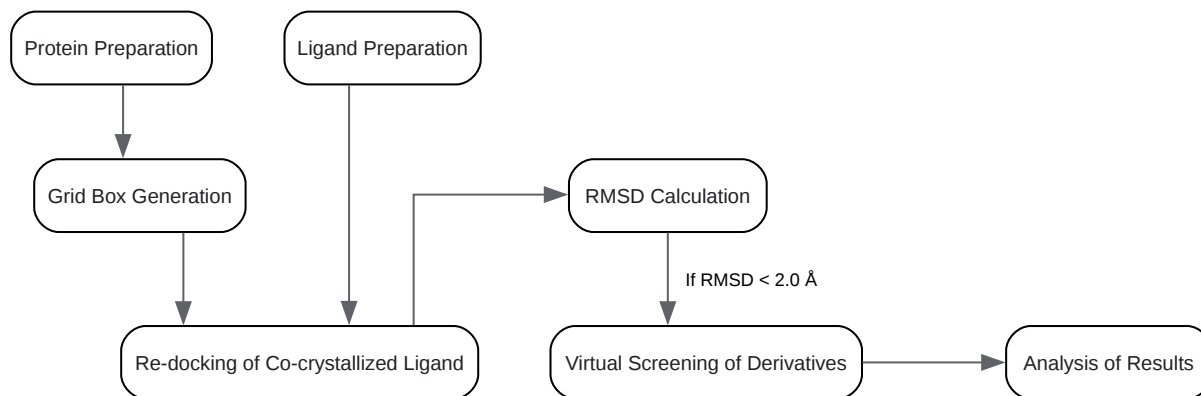 Protein Preparation
Ligand Preparation
Grid Box Generation
RMSD Calculation
If RMSD < 2.0 Å
Re-docking of Co-crystallized Ligand
Virtual Screening of Derivatives
Analysis of Results